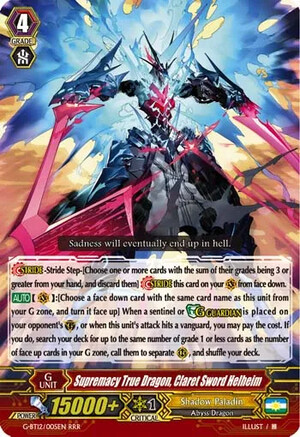 4
GRADE
Sadness will eventually end up in hell.
STRIDE -Stride Step-[Choose one or more cards with the sum of their grades being 3 or
greater from your hand, and discard them] STRIDE this card on your from face down.
AUTO [ ]:[Choose a face down card with the same card name as this unit from
your G zone, and turn it face up] When a sentinel or G GUARDIAN is placed on
your opponent's , or when this unit's attack hits a vanguard, you may pay the cost. If
you do, search your deck for up to the same number of grade 1 or less cards as the number
of face up cards in your G zone, call them to separate , and shuffle your deck.
G
UNIT
Supremacy True Dragon, Claret Sword Helheim
POWER
15000+
1
CRITICAL
Shadow Paladin
Abyss Dragon
G-BT12/005EN RRR
ILLUST /